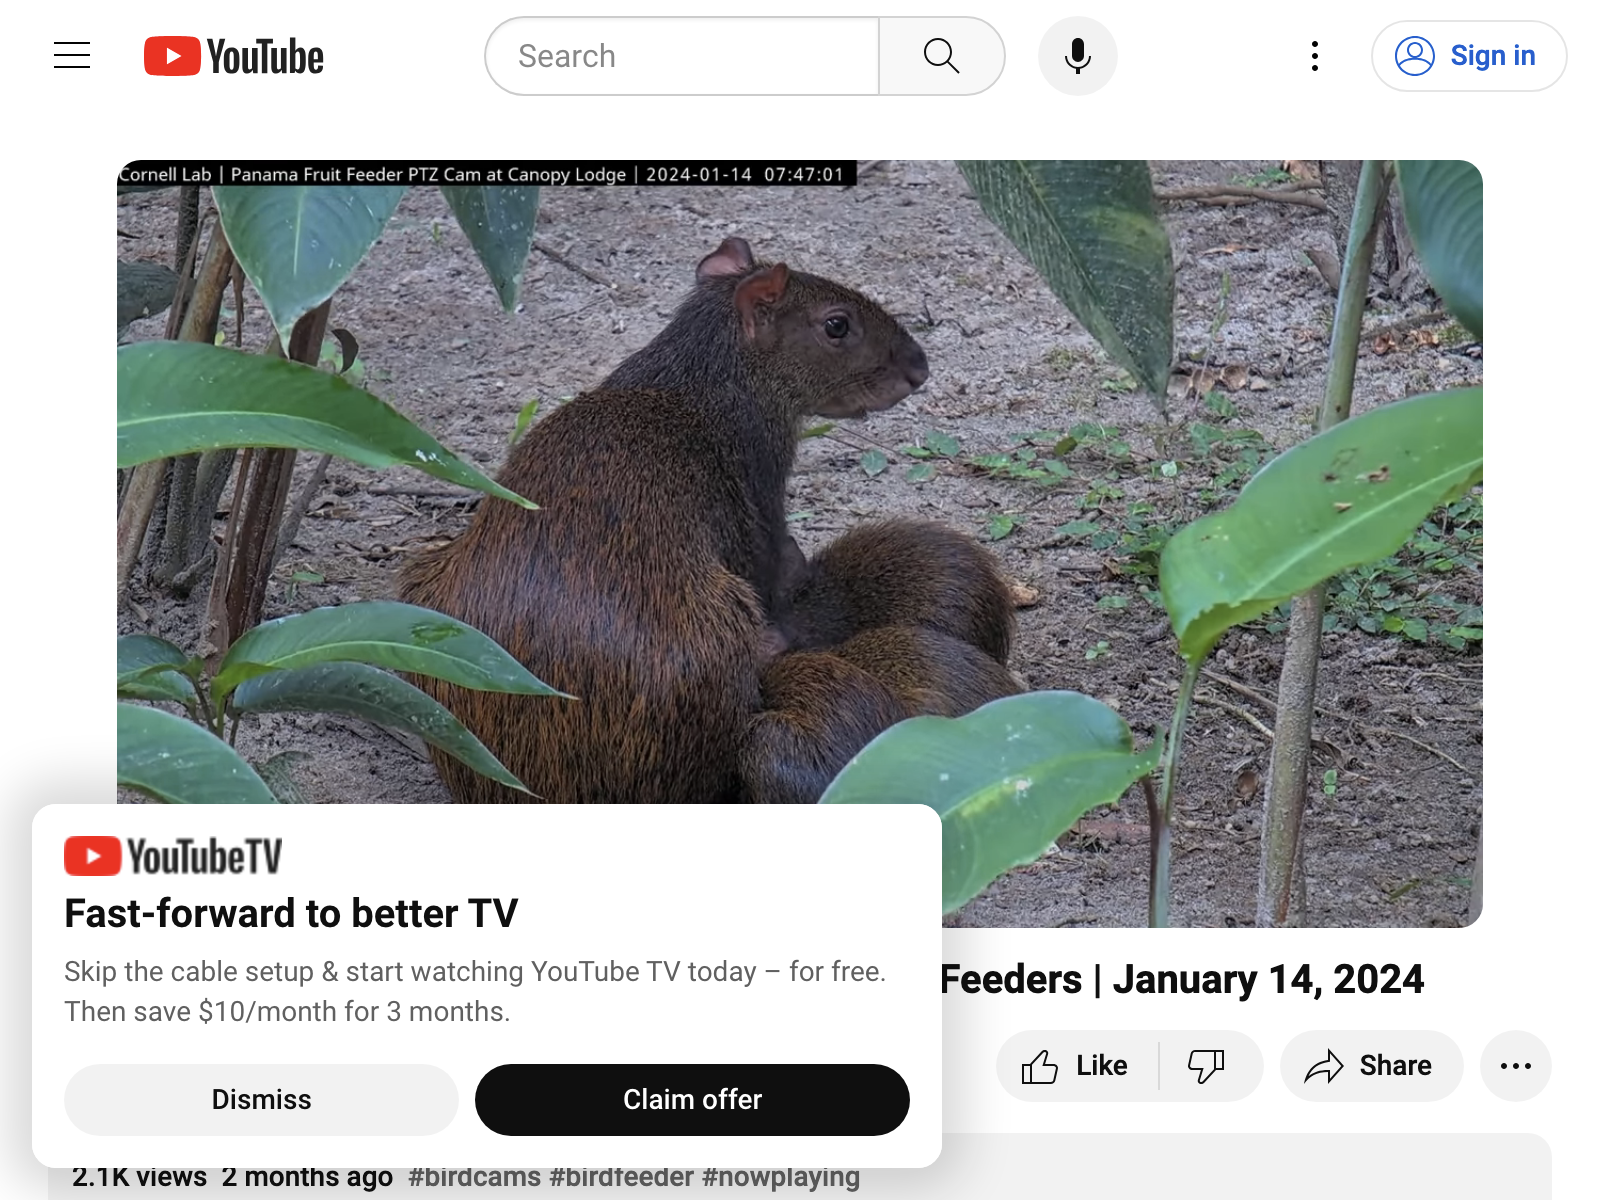 YouTube
Search
Sign in
Cornell Lab | Panama Fruit Feeder PTZ Cam at Canopy Lodge | 2024-01-14 07:47:01
YouTubeTV
Fast-forward to better TV
Skip the cable setup & start watching YouTube TV today – for free.
Then save $10/month for 3 months.
Dismiss
Claim offer
Feeders | January 14, 2024
Like
Share
2.1K views 2 months ago #birdcams #birdfeeder #nowplaying